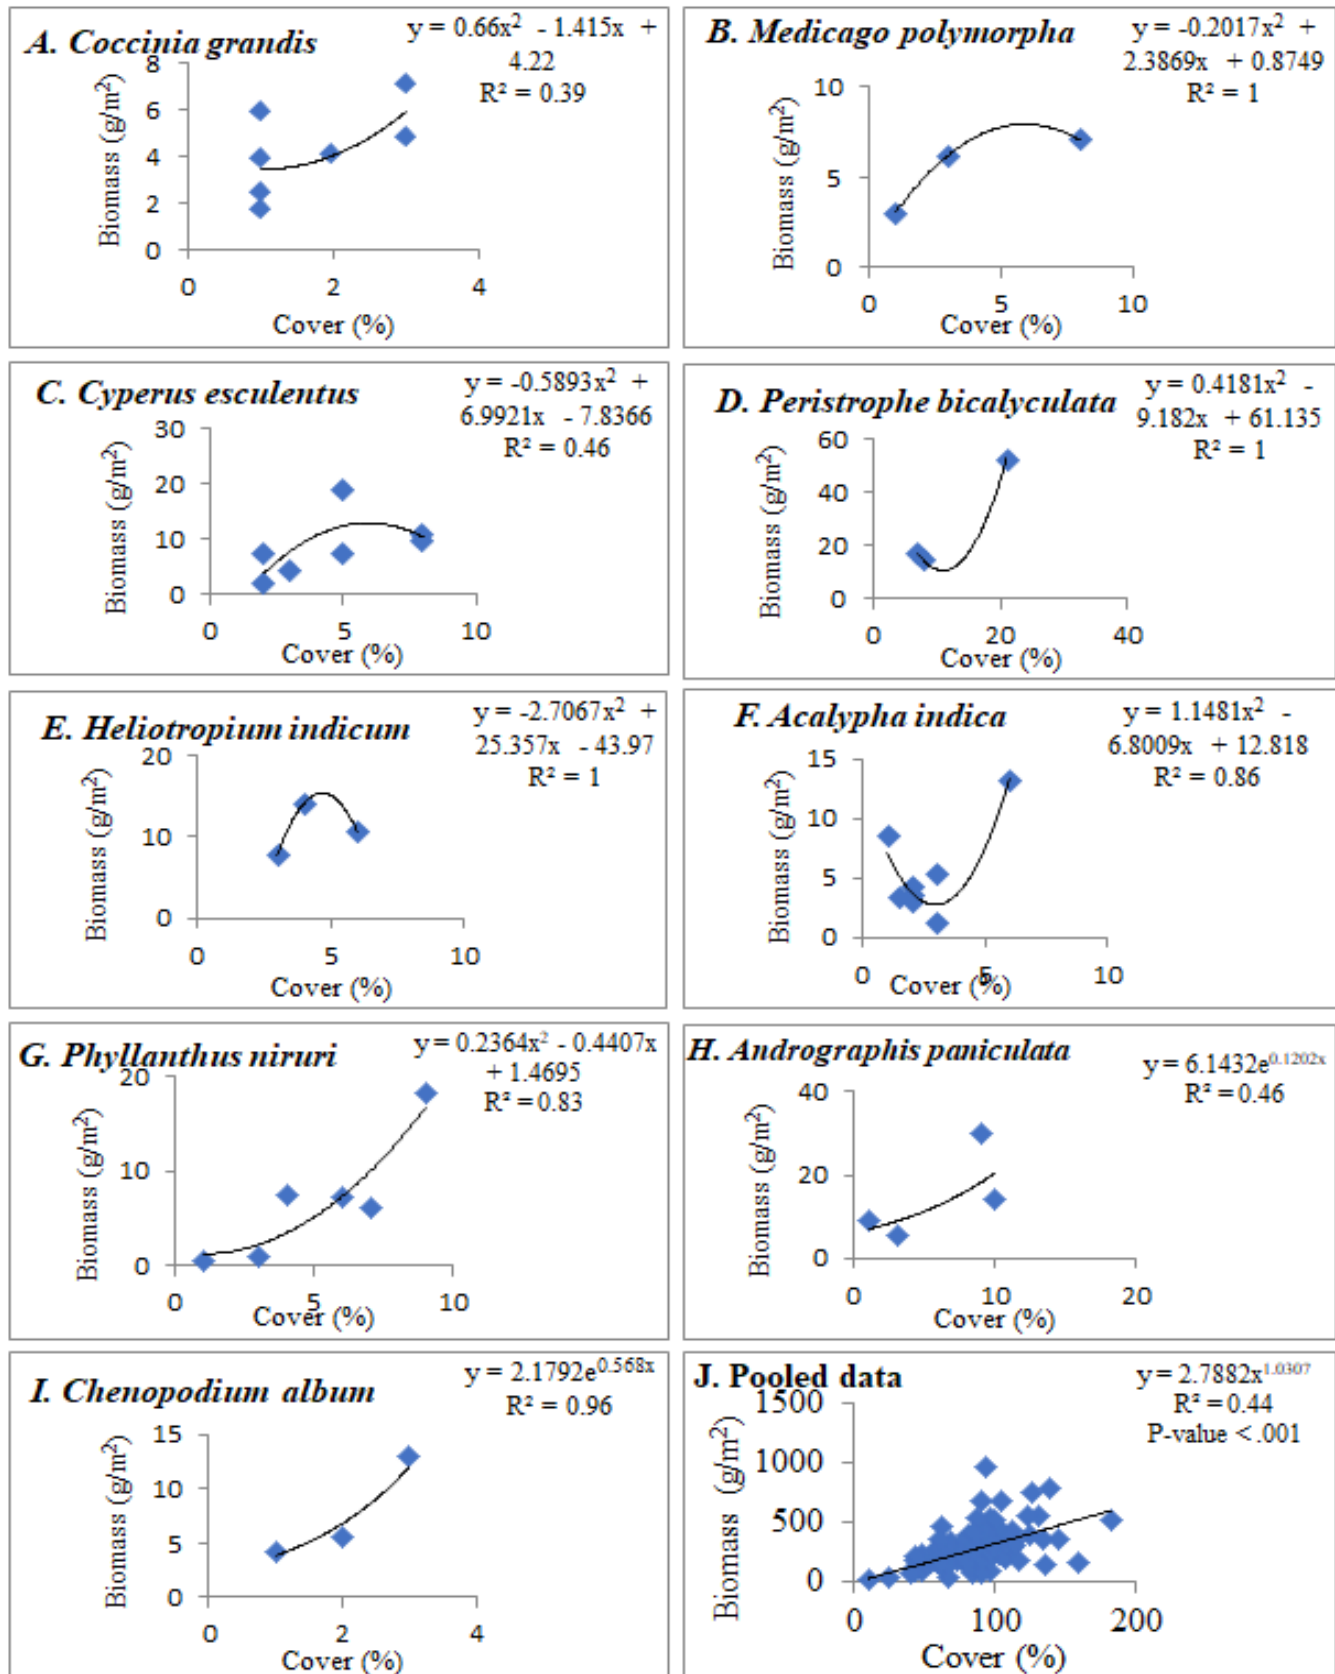 A. Coccinia grandis
y = 0.66x² - 1.415x +
4.22
R² = 0.39
Biomass (g/m²)
8
6
4
2
0
0 2 4
Cover (%)
B. Medicago polymorpha
y = -0.2017x² +
2.3869x + 0.8749
R² = 1
Biomass (g/m²)
10
5
0
0 5 10
Cover (%)
C. Cyperus esculentus
y = -0.5893x² +
6.9921x - 7.8366
R² = 0.46
Biomass (g/m²)
30
20
10
0
0 5 10
Cover (%)
D. Peristrophe bicalyculata
y = 0.4181x² -
9.182x + 61.135
R² = 1
Biomass (g/m²)
60
40
20
0
0 20 40
Cover (%)
E. Heliotropium indicum
y = -2.7067x² +
25.357x - 43.97
R² = 1
Biomass (g/m²)
20
10
0
0 5 10
Cover (%)
F. Acalypha indica
y = 1.1481x² -
6.8009x + 12.818
R² = 0.86
Biomass (g/m²)
15
10
5
0
0 5 10
Cover (%)
G. Phyllanthus niruri
y = 0.2364x² - 0.4407x
+ 1.4695
R² = 0.83
Biomass (g/m²)
20
10
0
0 5 10
Cover (%)
H. Andrographis paniculata
y = 6.1432e^0.1202x
R² = 0.46
Biomass (g/m²)
40
20
0
0 10 20
Cover (%)
I. Chenopodium album
y = 2.1792e^0.568x
R² = 0.96
Biomass (g/m²)
15
10
5
0
0 2 4
Cover (%)
J. Pooled data
y = 2.7882x^1.0307
R² = 0.44
P-value < .001
Biomass (g/m²)
1500
1000
500
0
0 100 200
Cover (%)